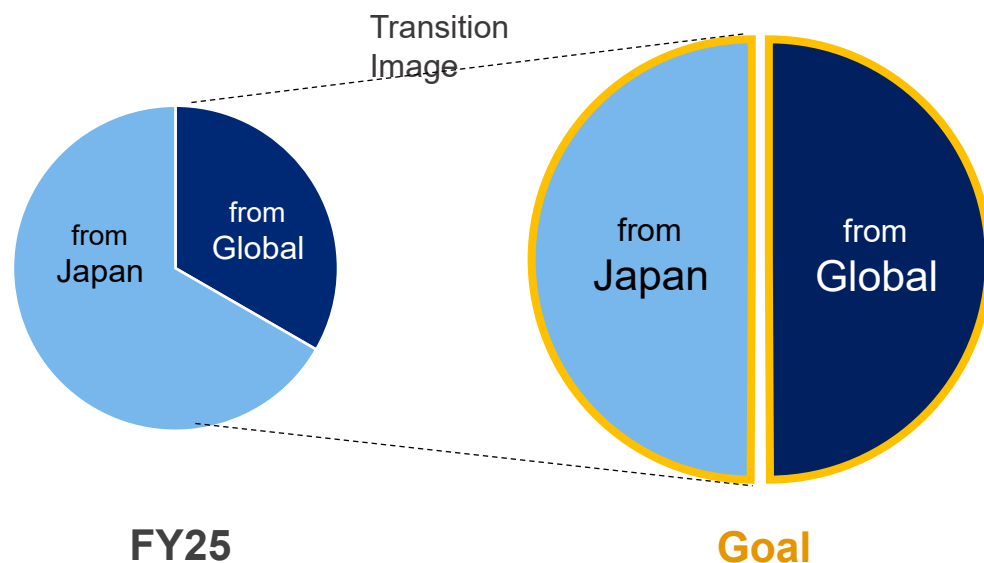 Transition
Image
from
Japan
from
Global
from
Japan
from
Global
FY25
Goal